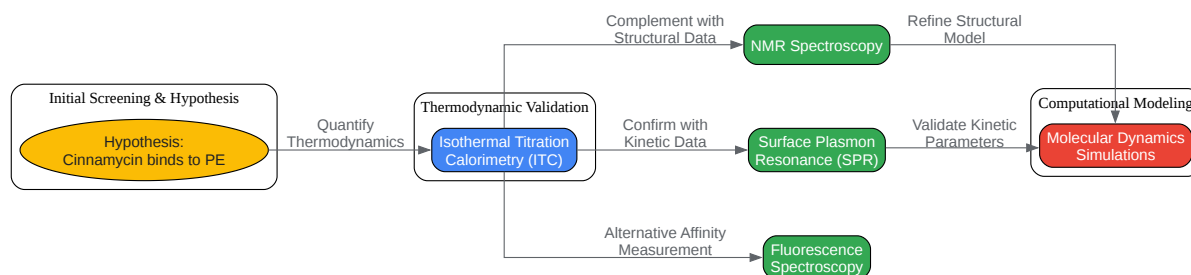 Initial Screening & Hypothesis
Hypothesis:
Cinnamycin binds to PE
Quantify
Thermodynamics
Thermodynamic Validation
Isothermal Titration
Calorimetry (ITC)
Complement with
Structural Data
NMR Spectroscopy
Refine Structural
Model
Confirm with
Kinetic Data
Surface Plasmon
Resonance (SPR)
Validate Kinetic
Parameters
Computational Modeling
Molecular Dynamics
Simulations
Alternative Affinity
Measurement
Fluorescence
Spectroscopy